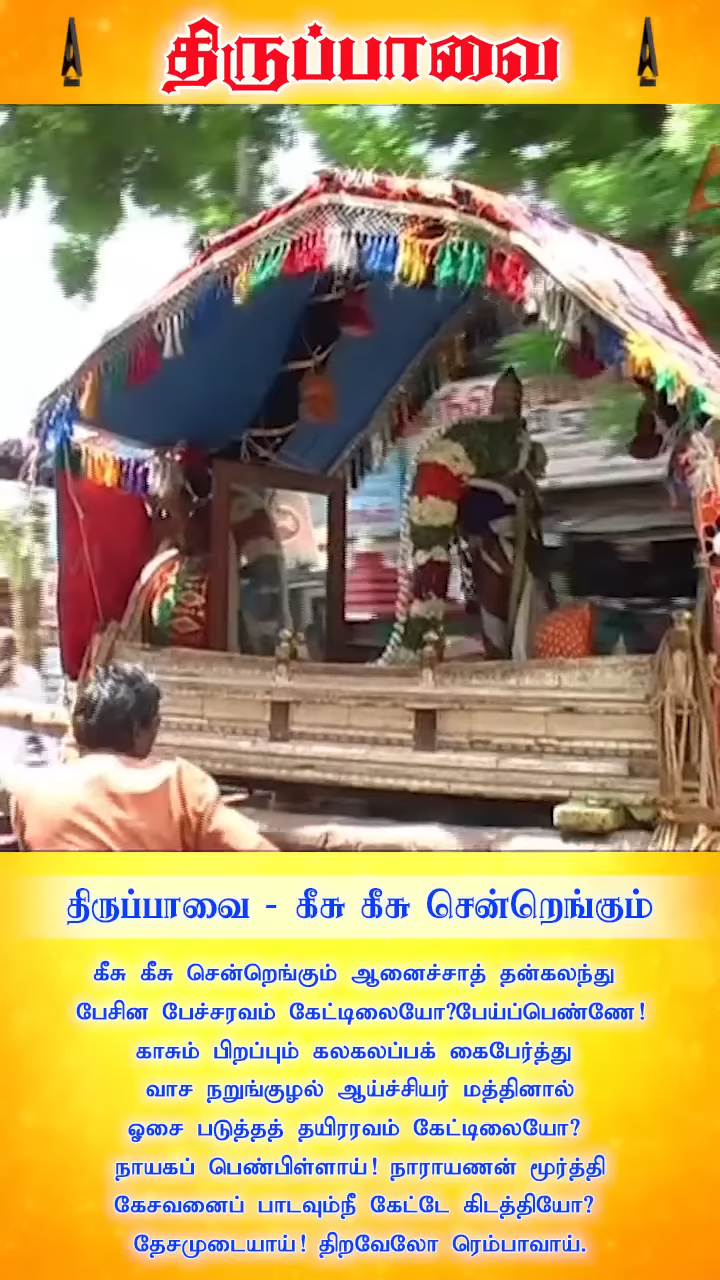 திருப்பாவை
திருப்பாவை - கீசு கீசு சென்றெங்கும்
கீசு கீசு சென்றெங்கும் ஆனைச்சாத் தன்கலந்து
பேசின பேச்சரவம் கேட்டிலையோ?பேய்ப்பெண்ணே!
காசும் பிறப்பும் கலகலப்பக் கைபேர்த்து
வாச நறுங்குழல் ஆய்ச்சியர் மத்தினால்
ஓசை படுத்தத் தயிரரவம் கேட்டிலையோ?
நாயகப் பெண்பிள்ளாய்! நாராயணன் மூர்த்தி
கேசவனைப் பாடவும்நீ கேட்டே கிடத்தியோ?
தேசமுடையாய்! திறவேலோ ரெம்பாவாய்.